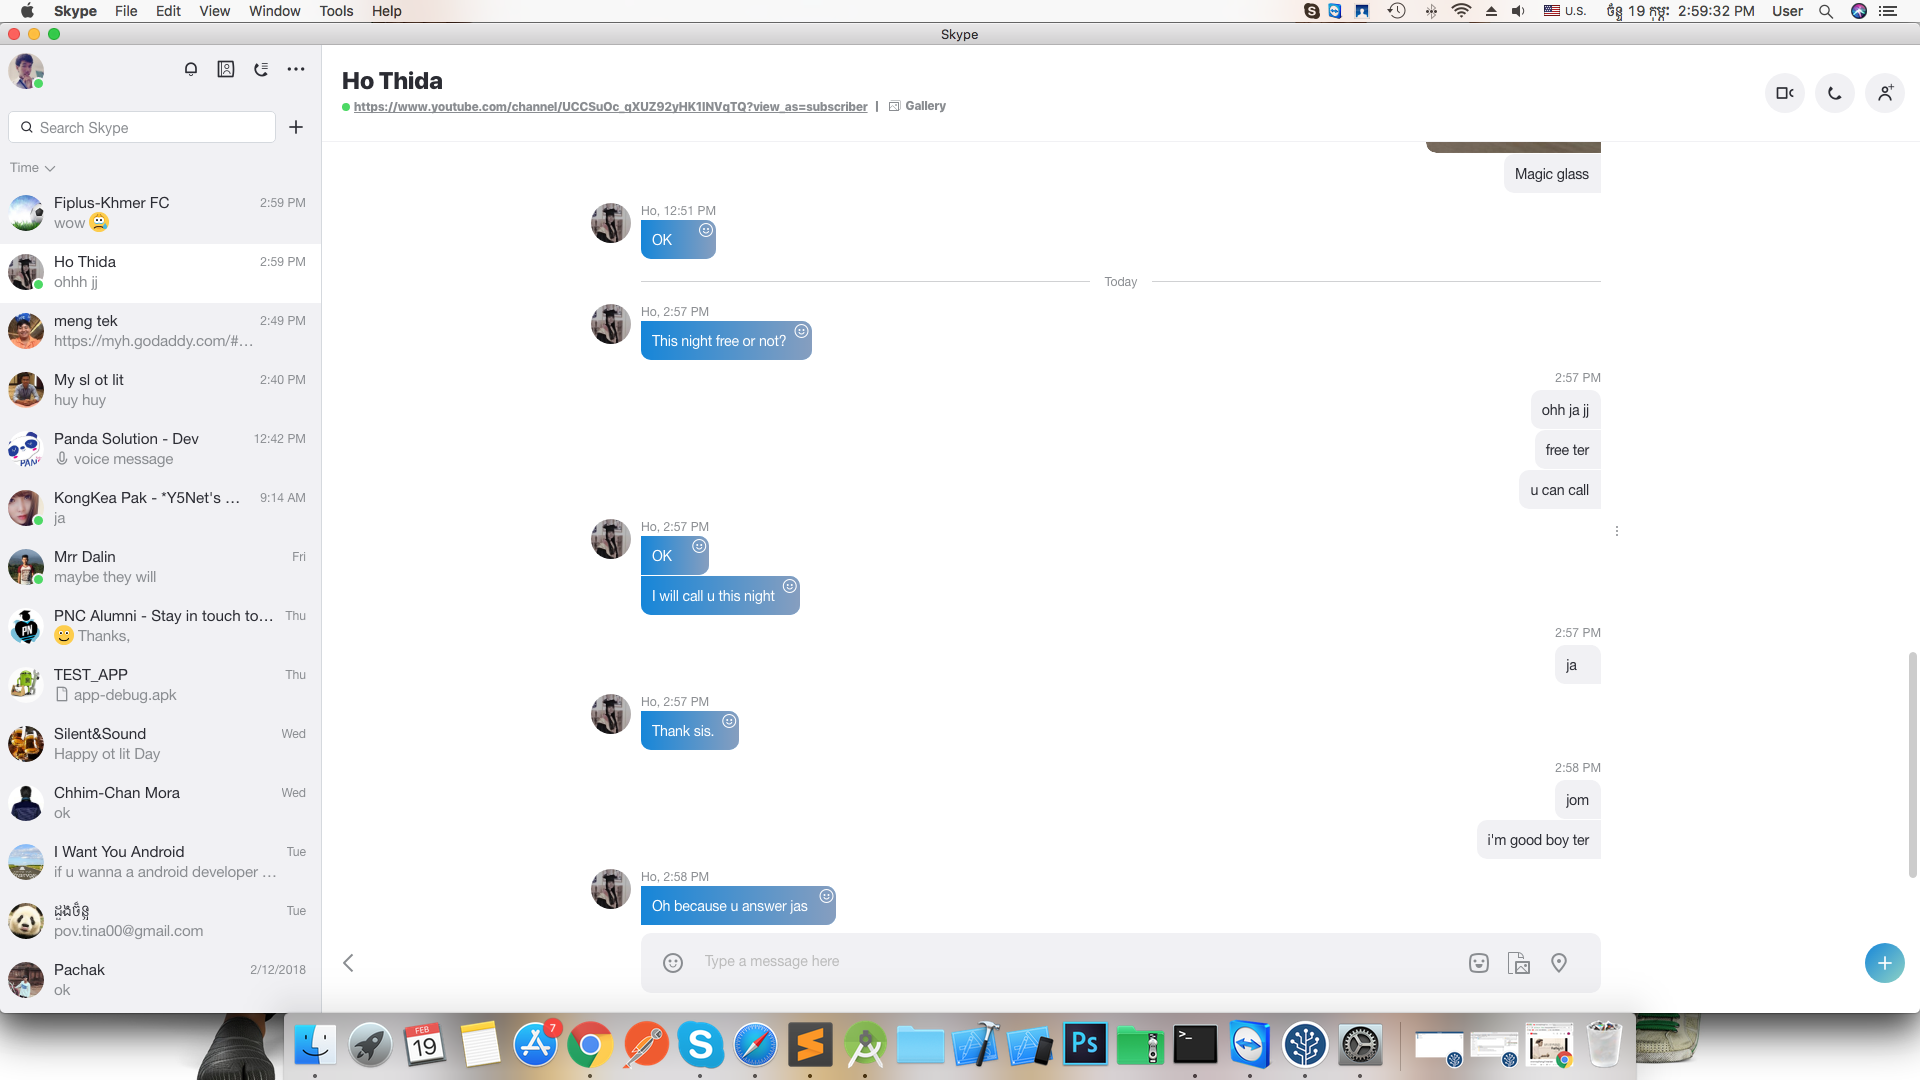 Skype File Edit View Window Tools Help
U.S. ច័ន្ទ 19 កុម្ភៈ 2:59:32 PM User
Skype
Search Skype
Time
Fiplus-Khmer FC 2:59 PM
wow
Ho Thida 2:59 PM
ohhh jj
meng tek 2:49 PM
https://myh.godaddy.com/#...
My sl ot lit 2:40 PM
huy huy
Panda Solution - Dev 12:42 PM
voice message
KongKea Pak - *Y5Net's ... 9:14 AM
ja
Mrr Dalin Fri
maybe they will
PNC Alumni - Stay in touch to... Thu
Thanks,
TEST_APP Thu
app-debug.apk
Silent&Sound Wed
Happy ot lit Day
Chhim-Chan Mora Wed
ok
I Want You Android Tue
if u wanna a android developer ...
Tue
pov.tina00@gmail.com
Pachak 2/12/2018
ok
Ho Thida
https://www.youtube.com/channel/UCCSuOc_qXUZ92yHK1lNVqTQ?view_as=subscriber | Gallery
Magic glass
Ho, 12:51 PM
OK
Today
Ho, 2:57 PM
This night free or not?
2:57 PM
ohh ja jj
free ter
u can call
Ho, 2:57 PM
OK
I will call u this night
2:57 PM
ja
Ho, 2:57 PM
Thank sis.
2:58 PM
jom
i'm good boy ter
Ho, 2:58 PM
Oh because u answer jas
Type a message here
FEB
19
7
Ps